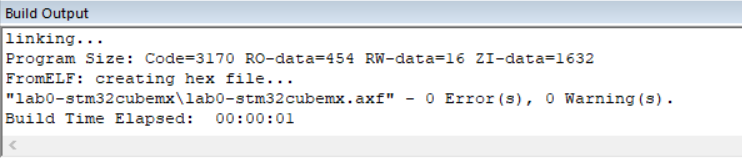 Build Output
linking...
Program Size: Code=3170 RO-data=454 RW-data=16 ZI-data=1632
FromELF: creating hex file...
"lab0-stm32cubemx\lab0-stm32cubemx.axf" - 0 Error(s), 0 Warning(s).
Build Time Elapsed:  00:00:01